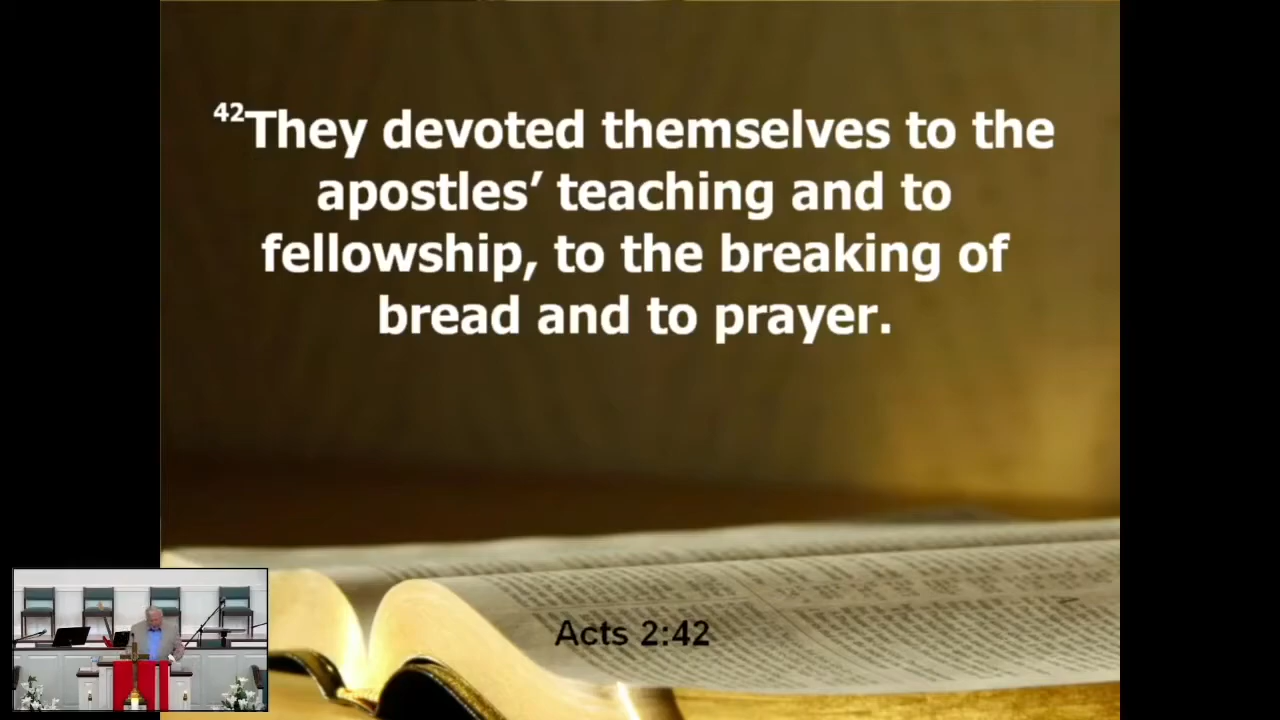 42They devoted themselves to the
apostles’ teaching and to
fellowship, to the breaking of
bread and to prayer.
Acts 2:42